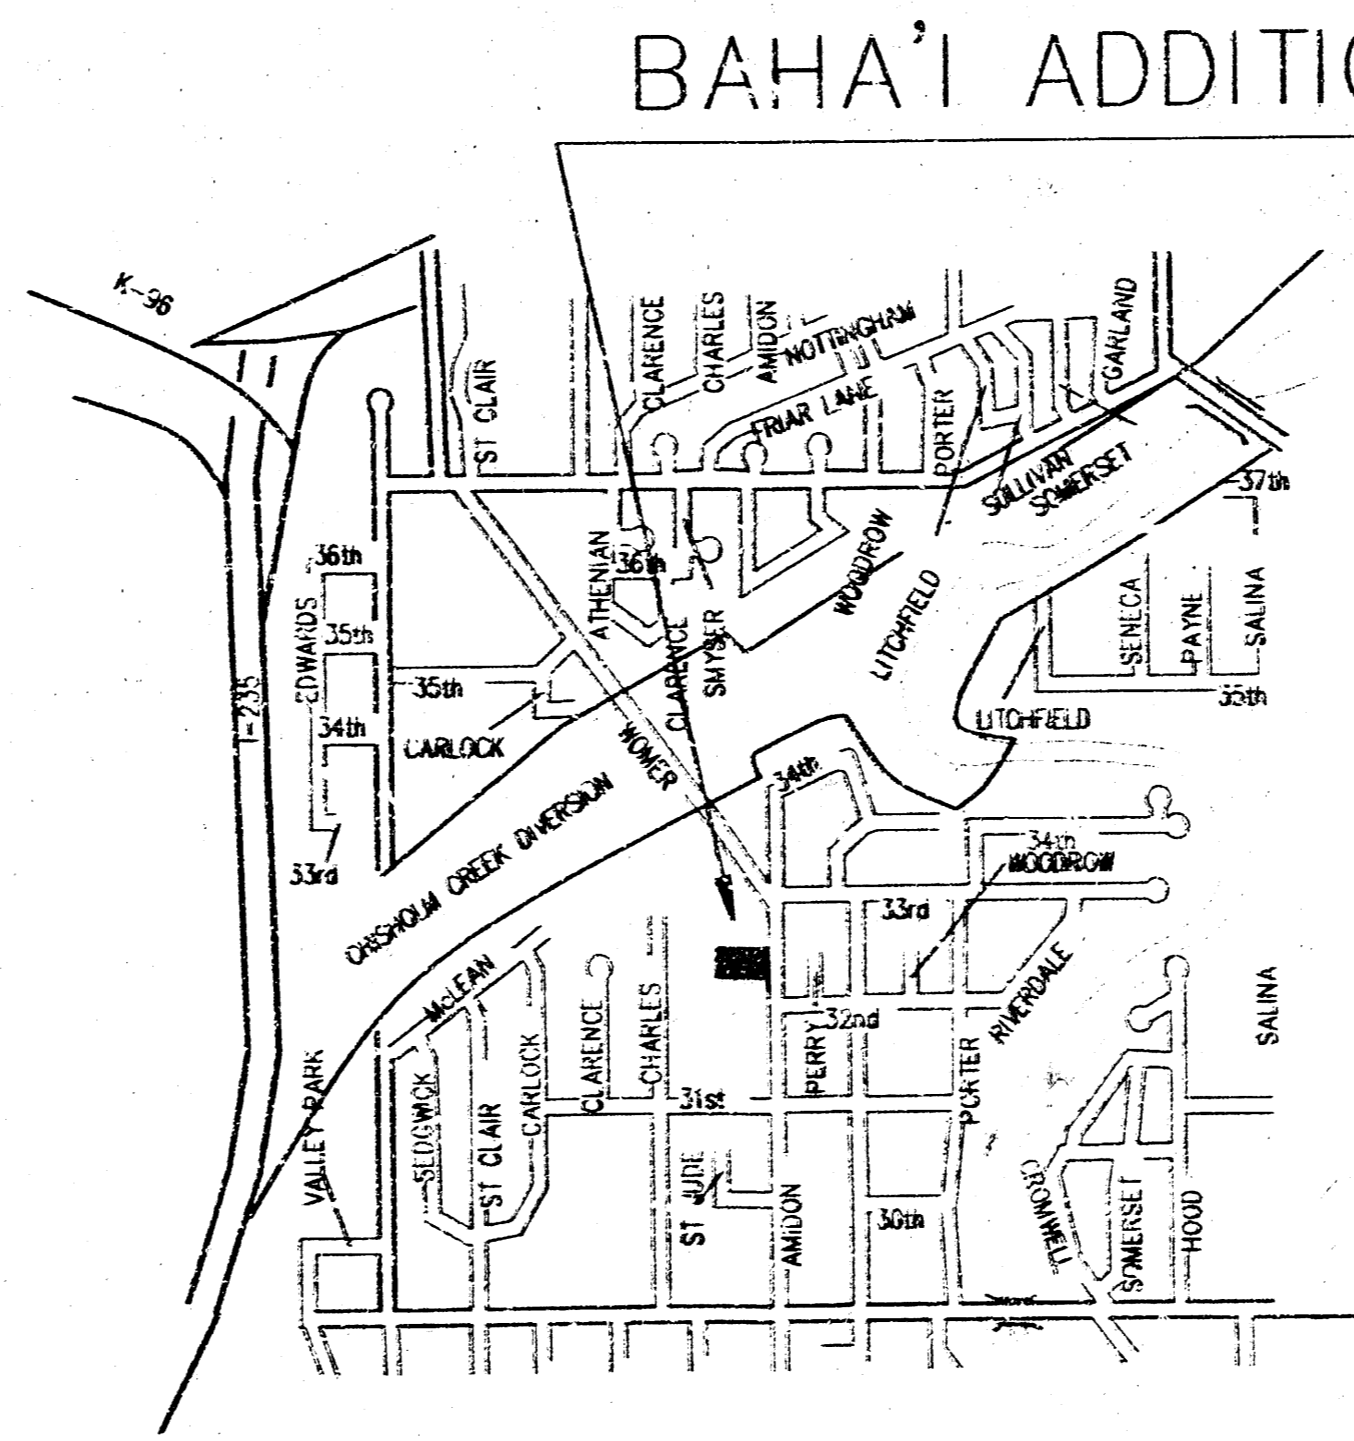 BAHA'I ADDITIO
K-96
ST CLAIR
CLARENCE
CHARLES
AMIDON
NOTTINGHAM
FRIAR LANE
PORTER
GARLAND
SULLIVAN
SOMERSET
37th
36th
EDWARDS
35th
34th
33rd
I-235
35th
CARLOCK
ATHENIAN
36th
CLARENCE
SMYSER
WOODROW
LITCHFIELD
SENECA
PAYNE
SALINA
35th
LITCHFIELD
WOMER
34th
CHISHOLM CREEK DIVERSION
34th
WOODROW
33rd
McLEAN
RIVERDALE
32nd
PERRY
SALINA
VALLEY PARK
SEDGWICK
ST CLAIR
CARLOCK
CLARENCE
CHARLES
31st
PORTER
ST JUDE
AMIDON
30th
CROMWELL
SOMERSET
HOOD